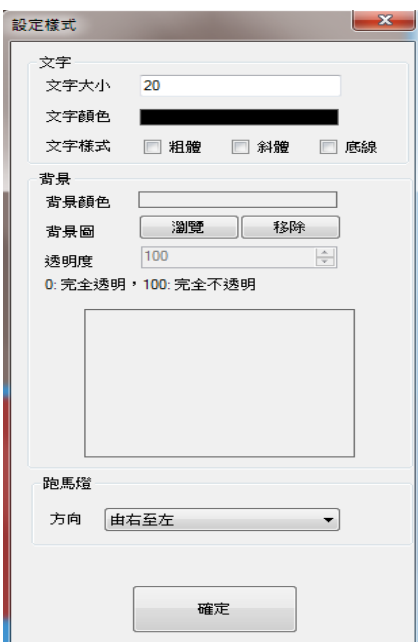 設定樣式
文字
文字大小 20
文字顏色
文字樣式 粗體 斜體 底線
背景
背景顏色
背景圖 瀏覽 移除
透明度 100
0: 完全透明，100: 完全不透明
跑馬燈
方向 由右至左
確定